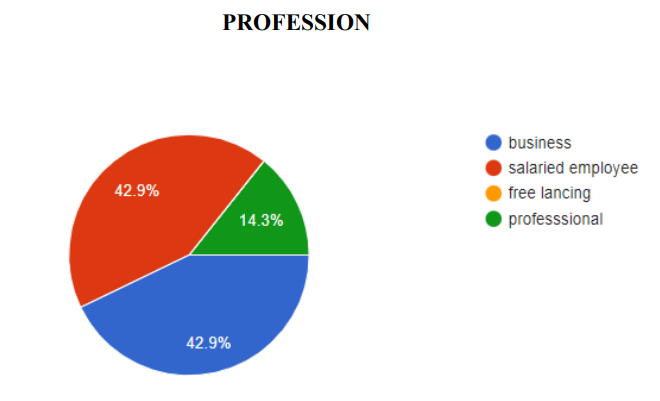 PROFESSION
business
salaried employee
free lancing
professsional
42.9%
14.3%
42.9%